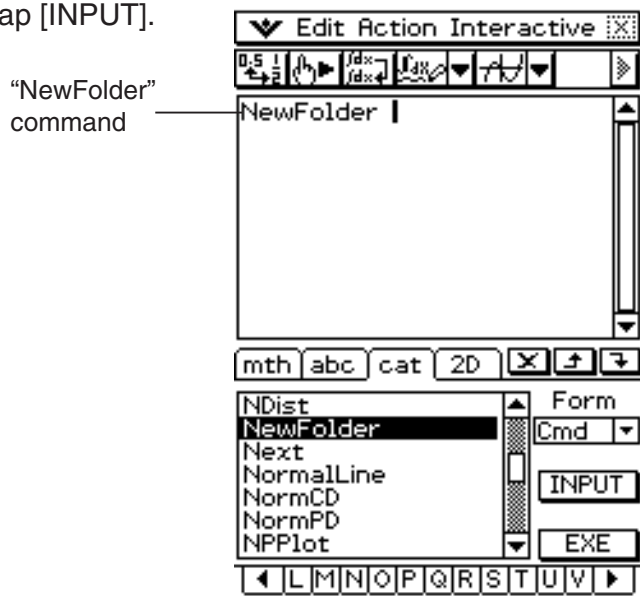 ap [INPUT].
"NewFolder"
command
Edit Action Interactive
NewFolder
mth abc cat 2D
NDist
NewFolder
Next
NormalLine
NormCD
NormPD
NPPlot
Form
Cmd
INPUT
EXE
L M N O P Q R S T U V